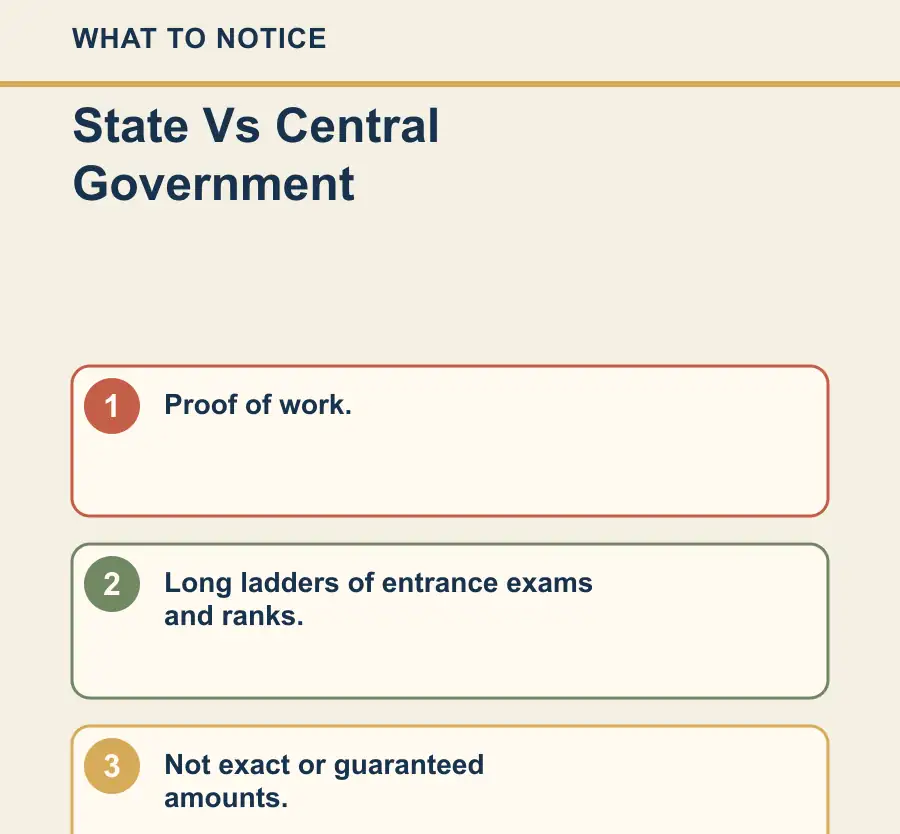 WHAT TO NOTICE
State Vs Central
Government
1
Proof of work.
2
Long ladders of entrance exams
and ranks.
3
Not exact or guaranteed
amounts.